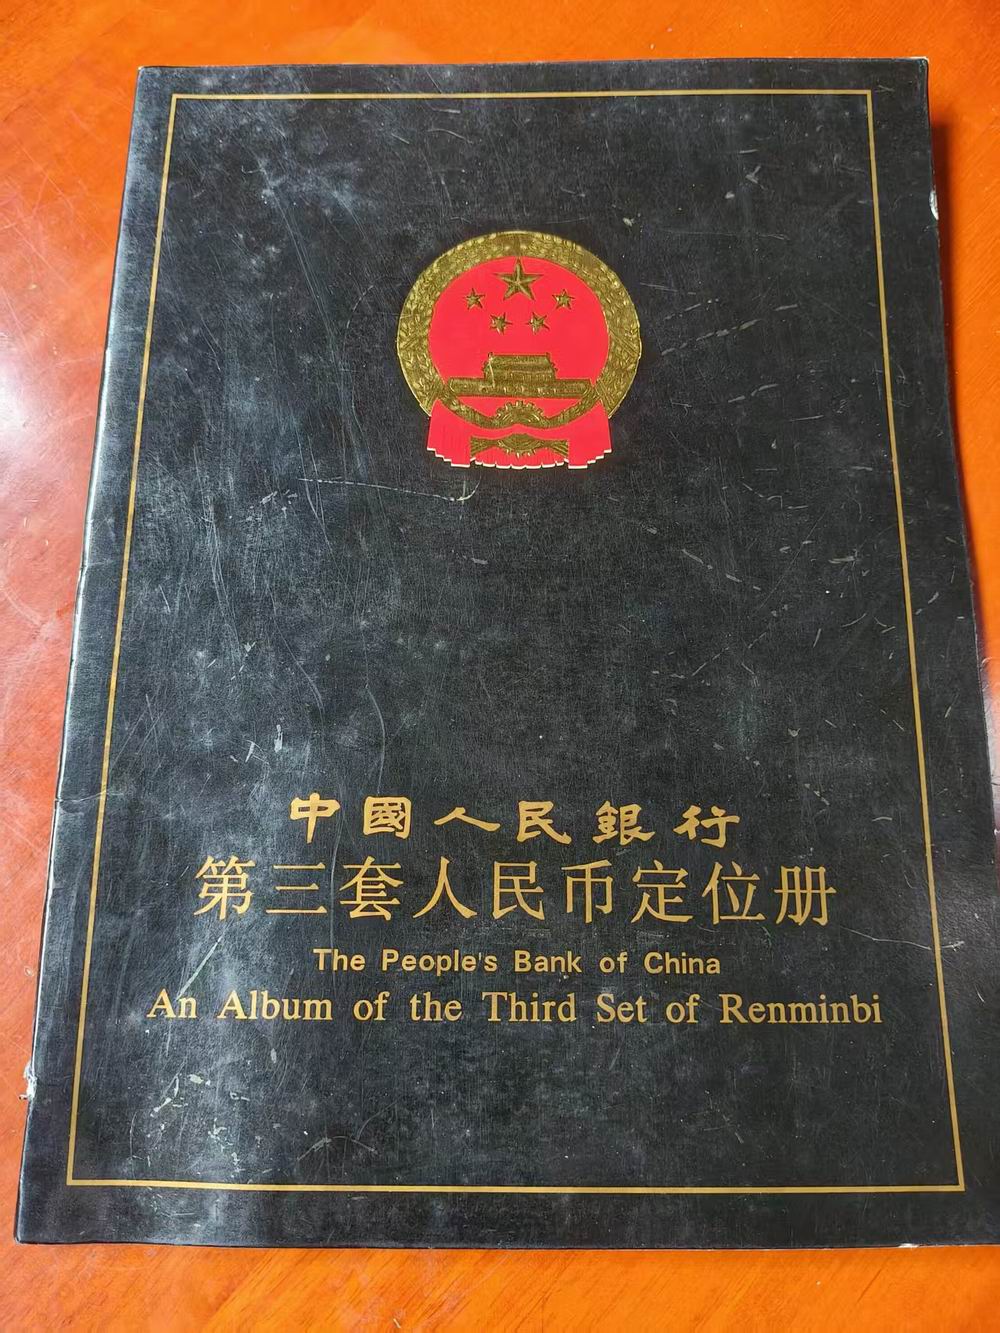 中國人民銀行
第三套人民币定位册
The People's Bank of China
An Album of the Third Set of Renminbi